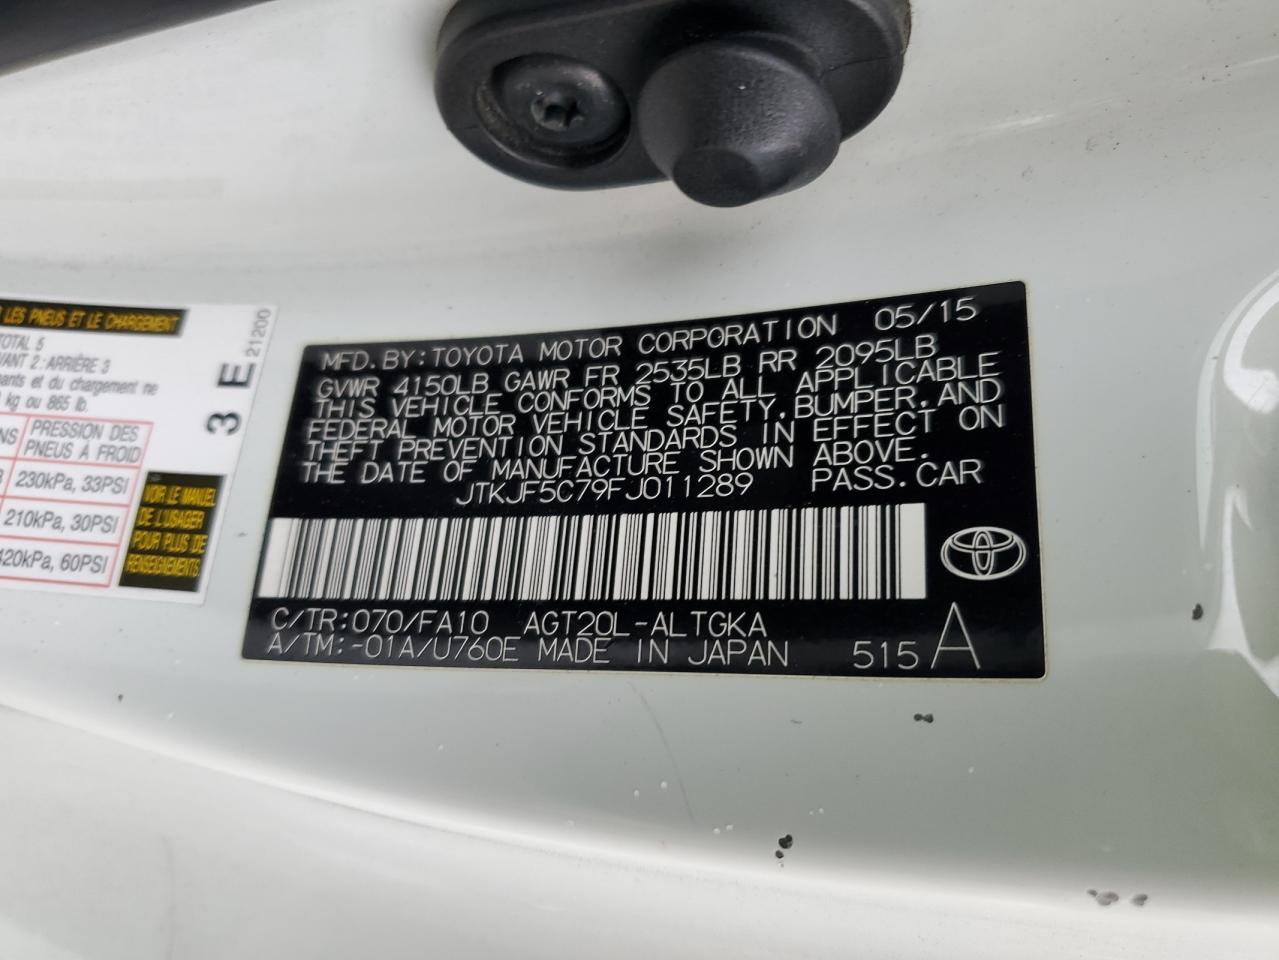 LES PNEUS ET LE CHARGEMENT
TOTAL 5
AVANT 2 : ARRIÈRE 3
et du chargement ne
kg ou 865 lb.
PRESSION DES
PNEUS À FROID
230kPa, 33PSI
210kPa, 30PSI
420kPa, 60PSI
3 E 21200
VOIR LE MANUEL
DE L'USAGER
POUR PLUS DE
RENSEIGNEMENTS
MFD. BY: TOYOTA MOTOR CORPORATION 05/15
GVWR 4150LB GAWR FR 2535LB RR 2095LB
THIS VEHICLE CONFORMS TO ALL APPLICABLE
FEDERAL MOTOR VEHICLE SAFETY, BUMPER, AND
THEFT PREVENTION STANDARDS IN EFFECT ON
THE DATE OF MANUFACTURE SHOWN ABOVE.
JTKJF5C79FJ011289 PASS. CAR
C/TR: 070/FA10 AGT20L-ALTGKA
A/TM: -01A/U760E MADE IN JAPAN 515 A